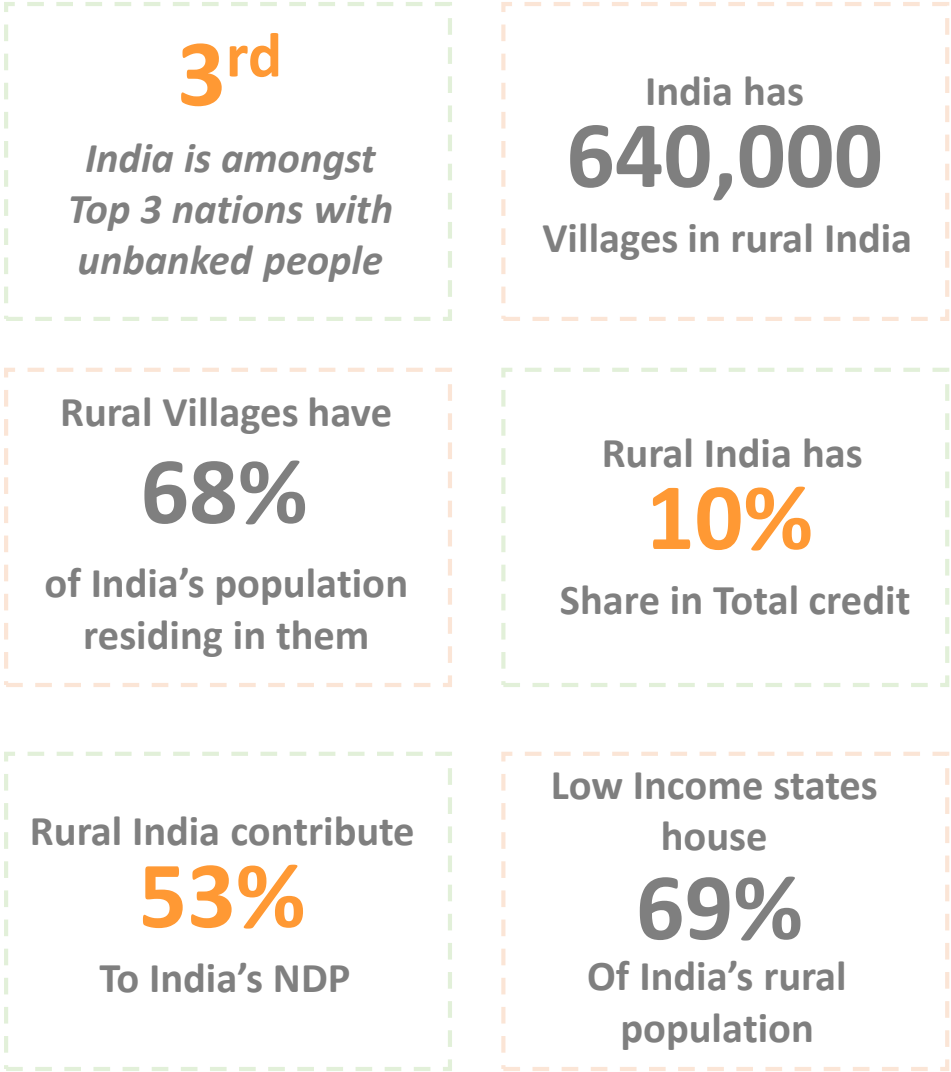 3rd
India is amongst
Top 3 nations with
unbanked people
India has
640,000
Villages in rural India
Rural Villages have
68%
of India's population
residing in them
Rural India has
10%
Share in Total credit
Rural India contribute
53%
To India's NDP
Low Income states
house
69%
Of India's rural
population